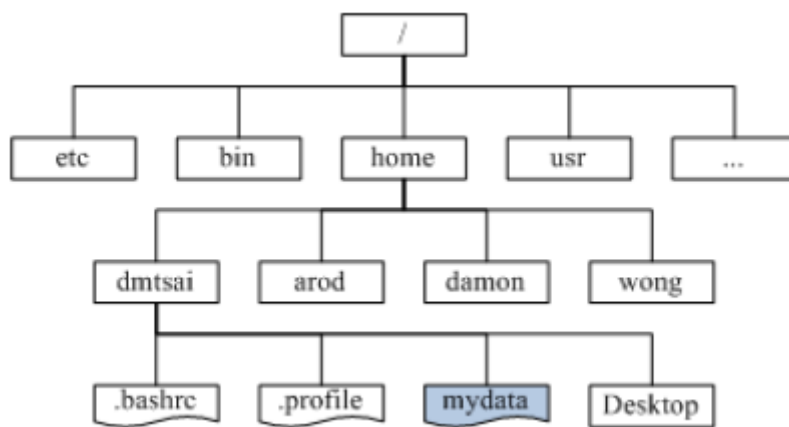 /
etc bin home usr ...
dmtsai arod damon wong
.bashrc .profile mydata Desktop